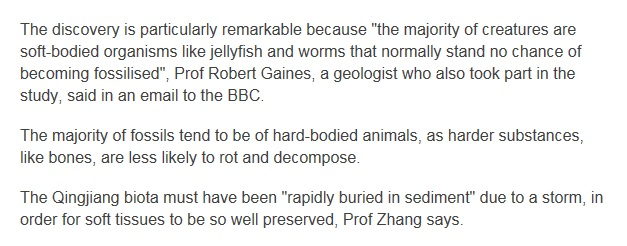 The discovery is particularly remarkable because "the majority of creatures are
soft-bodied organisms like jellyfish and worms that normally stand no chance of
becoming fossilised", Prof Robert Gaines, a geologist who also took part in the
study, said in an email to the BBC.
The majority of fossils tend to be of hard-bodied animals, as harder substances,
like bones, are less likely to rot and decompose.
The Qingjiang biota must have been "rapidly buried in sediment" due to a storm, in
order for soft tissues to be so well preserved, Prof Zhang says.